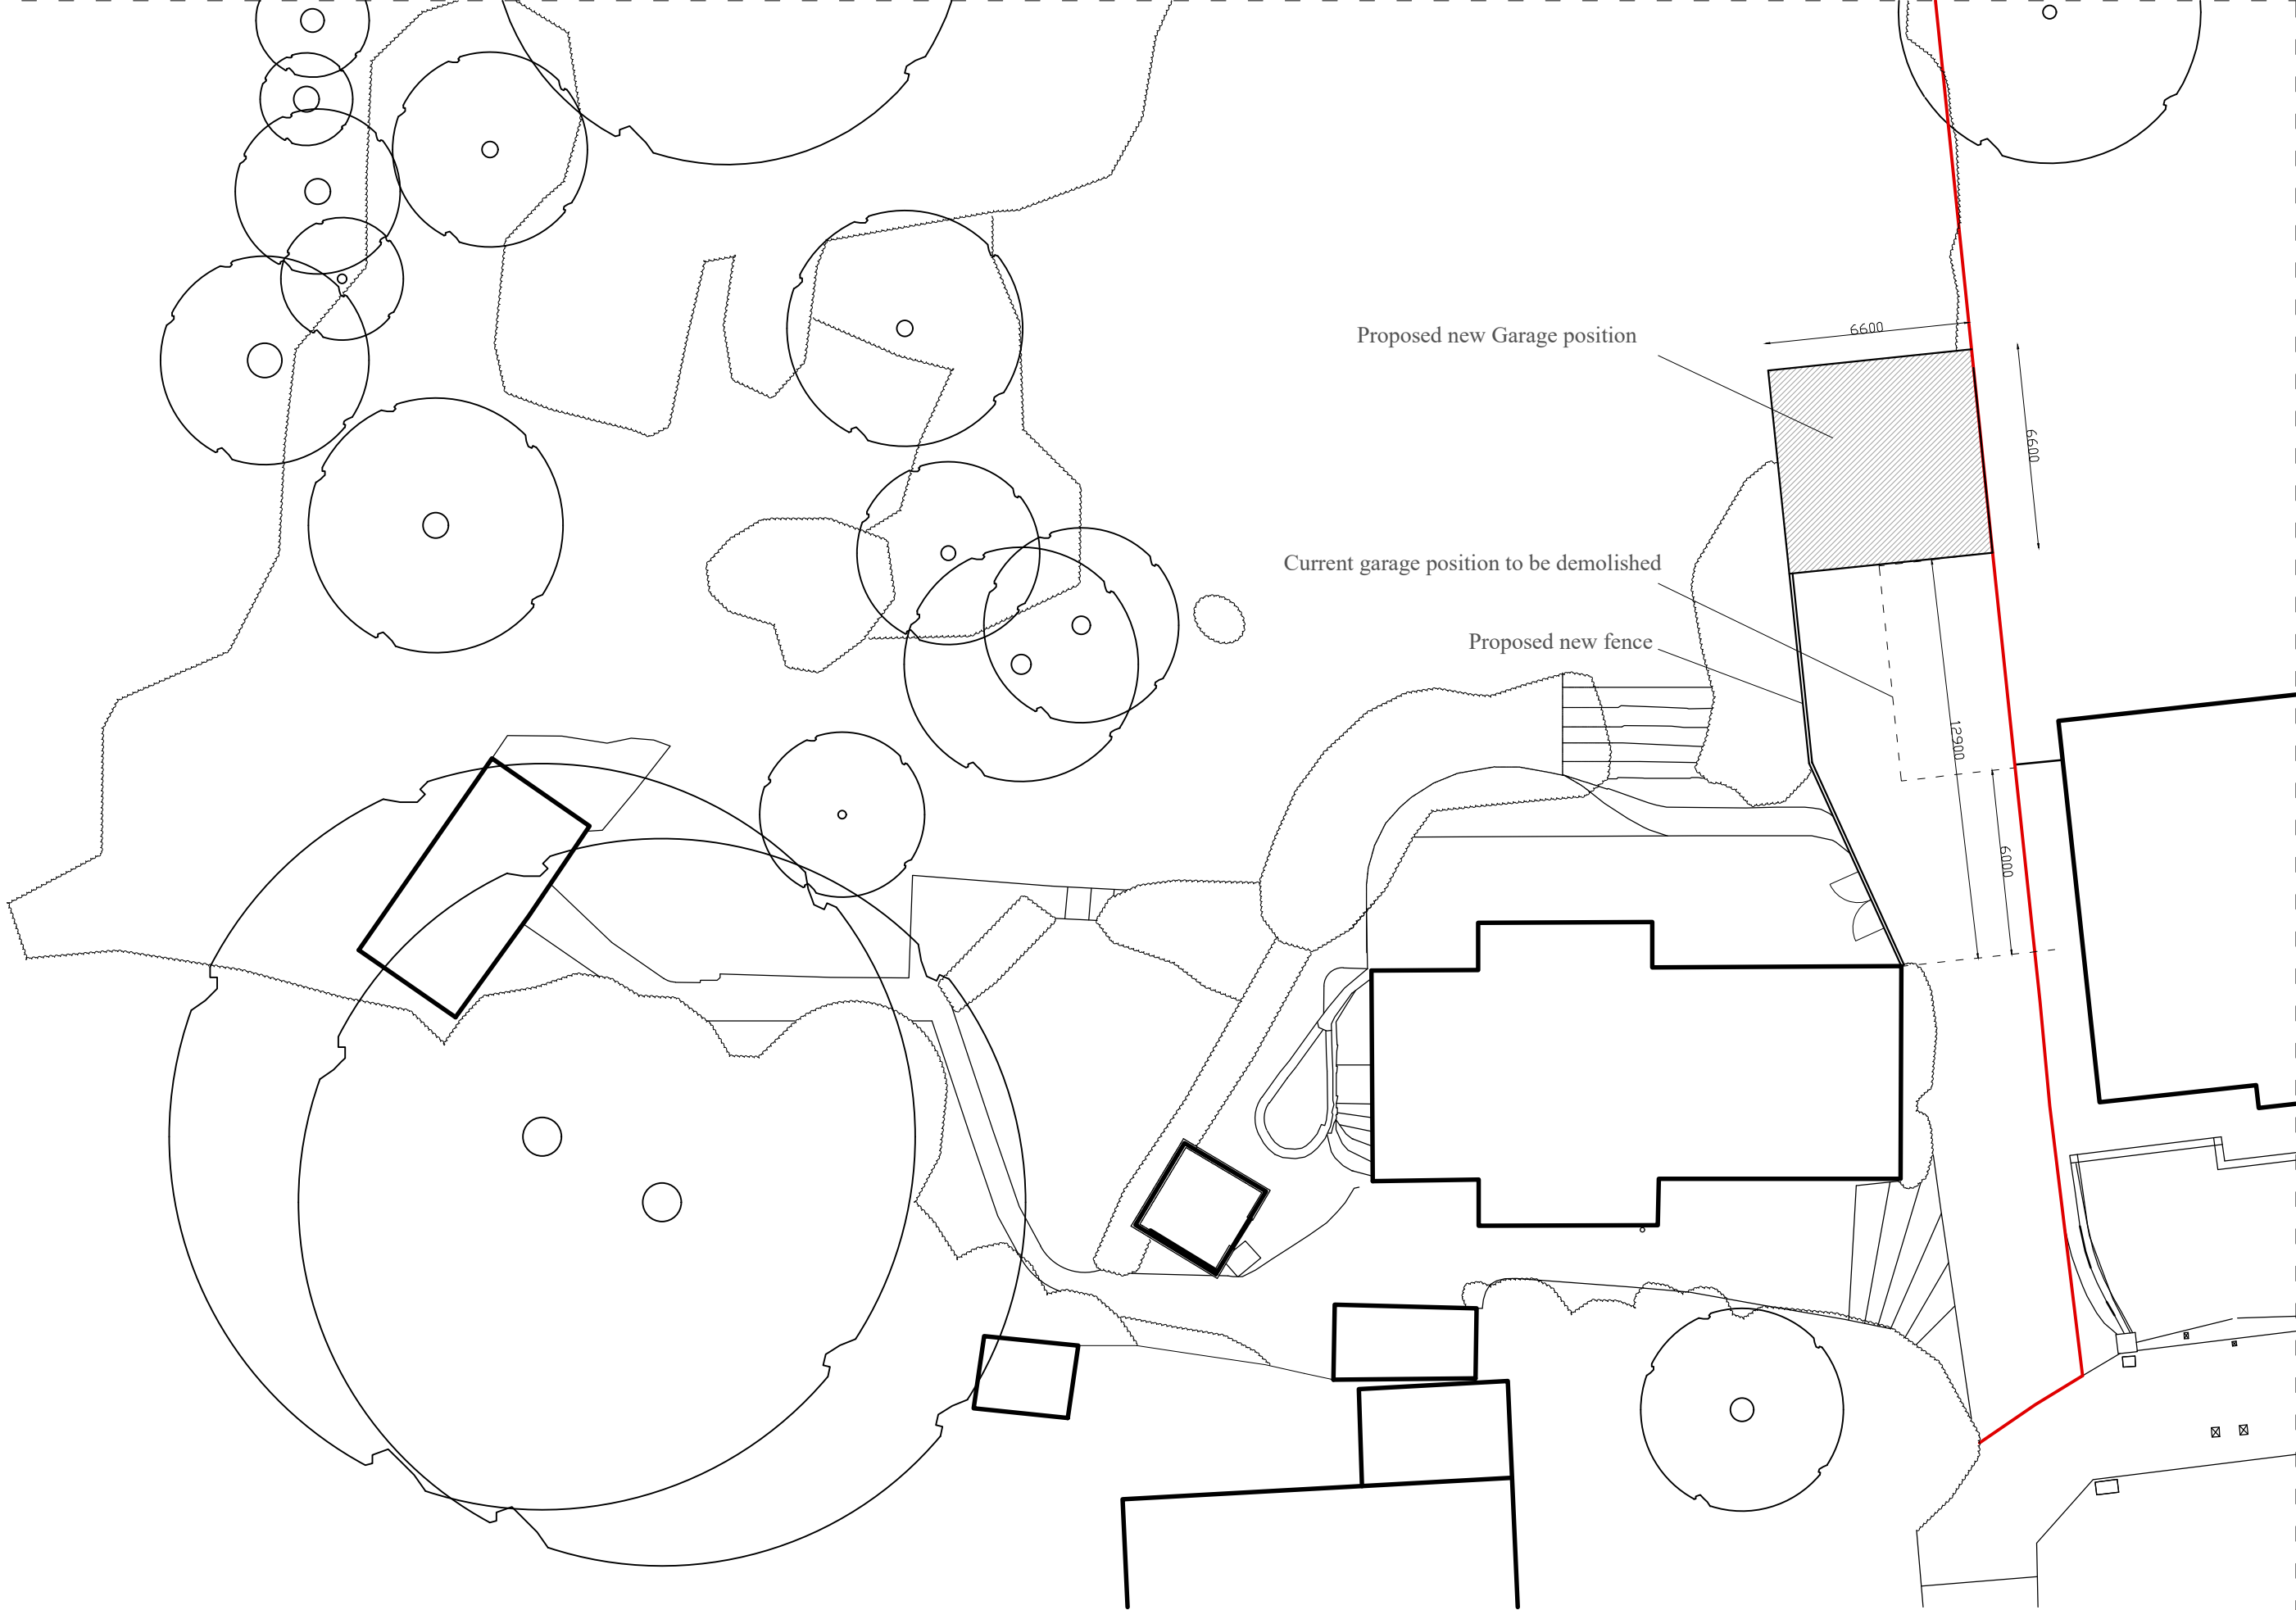 6600
Proposed new Garage position
6600
Current garage position to be demolished
Proposed new fence
12900
6000